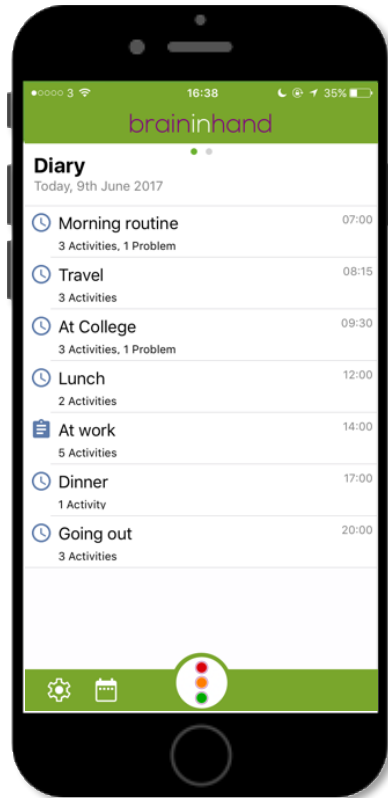 3 16:38 35%
braininhand
Diary
Today, 9th June 2017
Morning routine 07:00
3 Activities, 1 Problem
Travel 08:15
3 Activities
At College 09:30
3 Activities, 1 Problem
Lunch 12:00
2 Activities
At work 14:00
5 Activities
Dinner 17:00
1 Activity
Going out 20:00
3 Activities